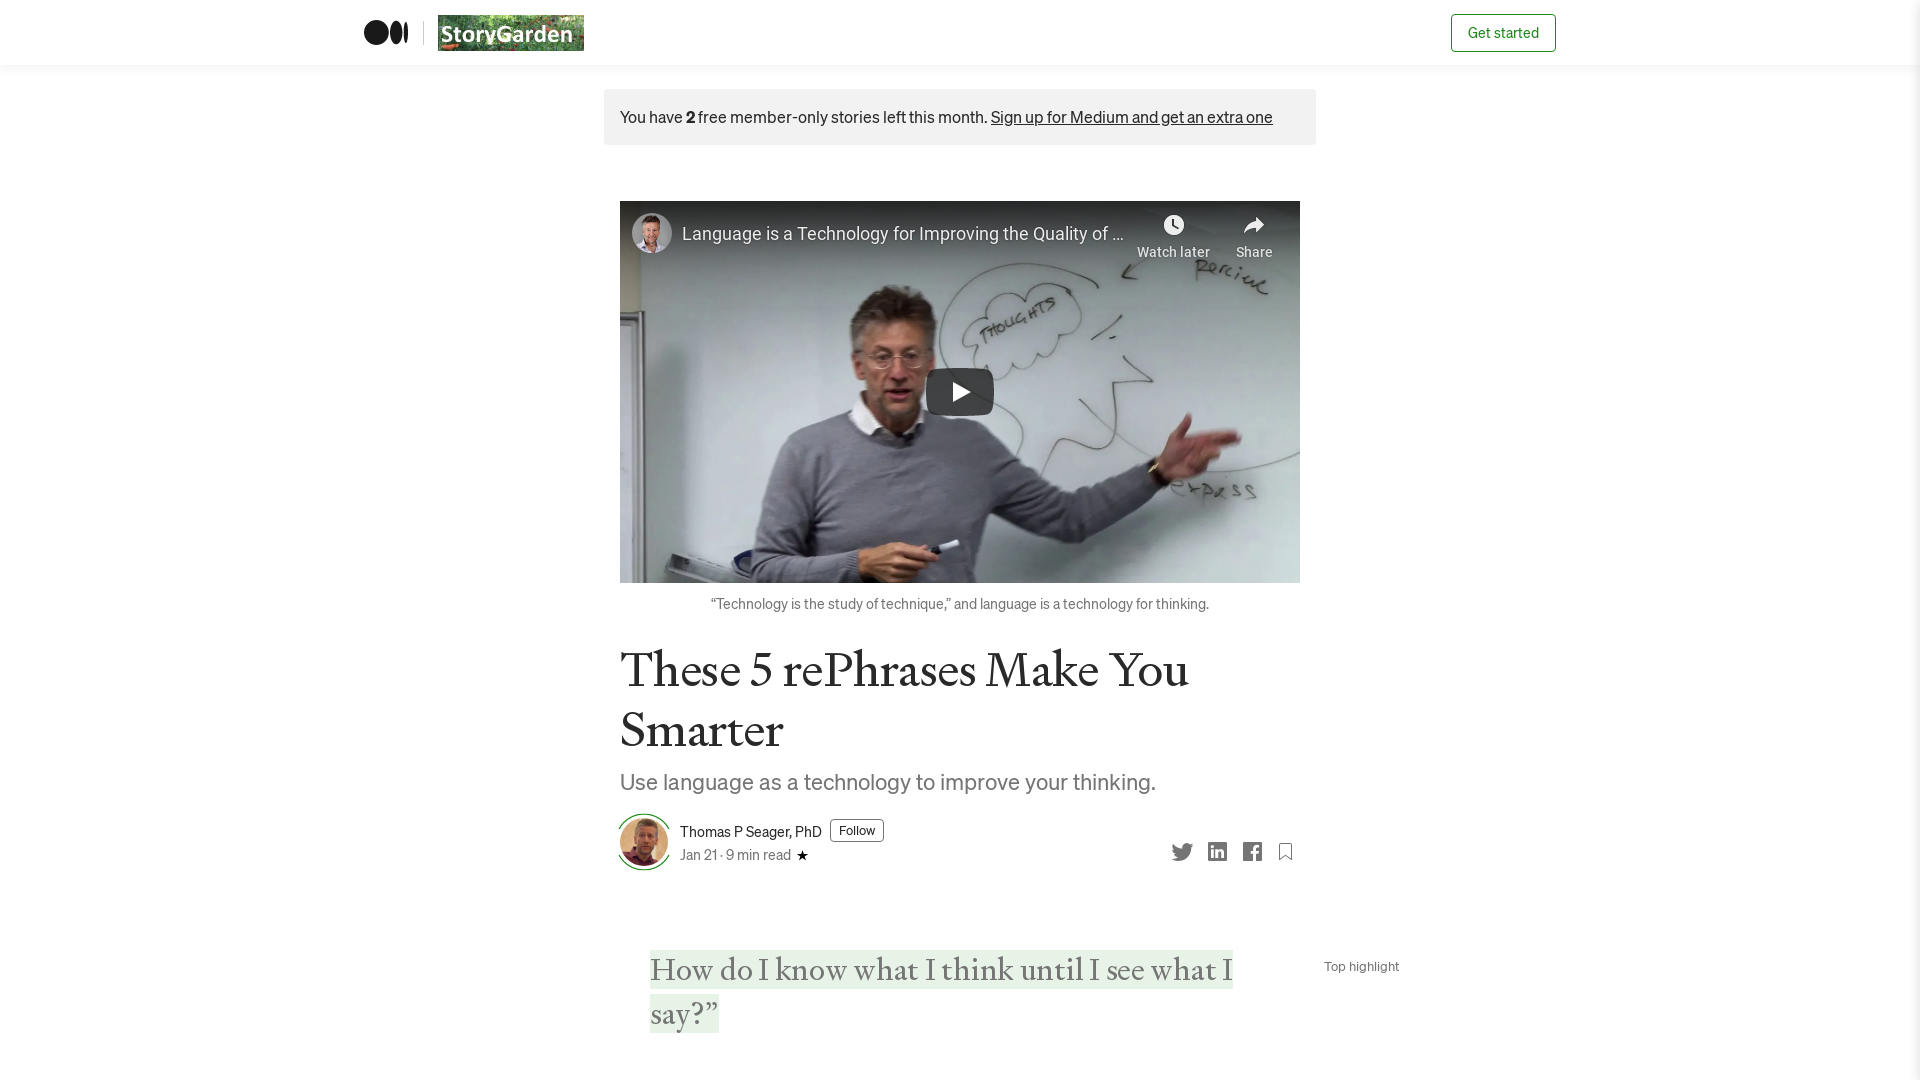 StoryGarden
Get started
You have 2 free member-only stories left this month. Sign up for Medium and get an extra one
Language is a Technology for Improving the Quality of ...
Watch later
Share
percieve
THOUGHTS
express
“Technology is the study of technique,” and language is a technology for thinking.
These 5 rePhrases Make You
Smarter
Use language as a technology to improve your thinking.
Thomas P Seager, PhD
Follow
Jan 21 · 9 min read ★
How do I know what I think until I see what I
say?”
Top highlight